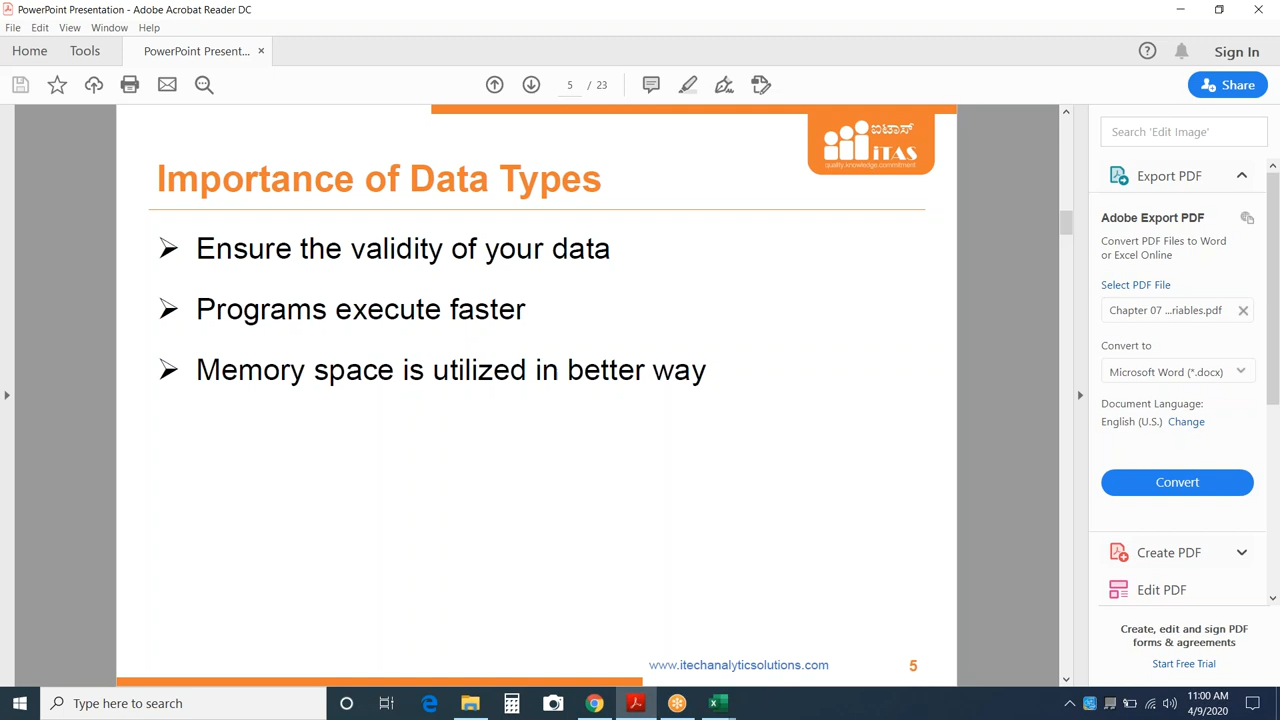 PowerPoint Presentation - Adobe Acrobat Reader DC
File Edit View Window Help
Home Tools PowerPoint Present... × Sign In
5 / 23 Share
ಐಟಾಸ್
iTAS
quality.knowledge.commitment
Importance of Data Types
➢ Ensure the validity of your data
➢ Programs execute faster
➢ Memory space is utilized in better way
www.itechanalyticsolutions.com 5
Search 'Edit Image'
Export PDF
Adobe Export PDF
Convert PDF Files to Word
or Excel Online
Select PDF File
Chapter 07 ...riables.pdf
Convert to
Microsoft Word (*.docx)
Document Language:
English (U.S.) Change
Convert
Create PDF
Edit PDF
Create, edit and sign PDF
forms & agreements
Start Free Trial
Type here to search
11:00 AM
4/9/2020